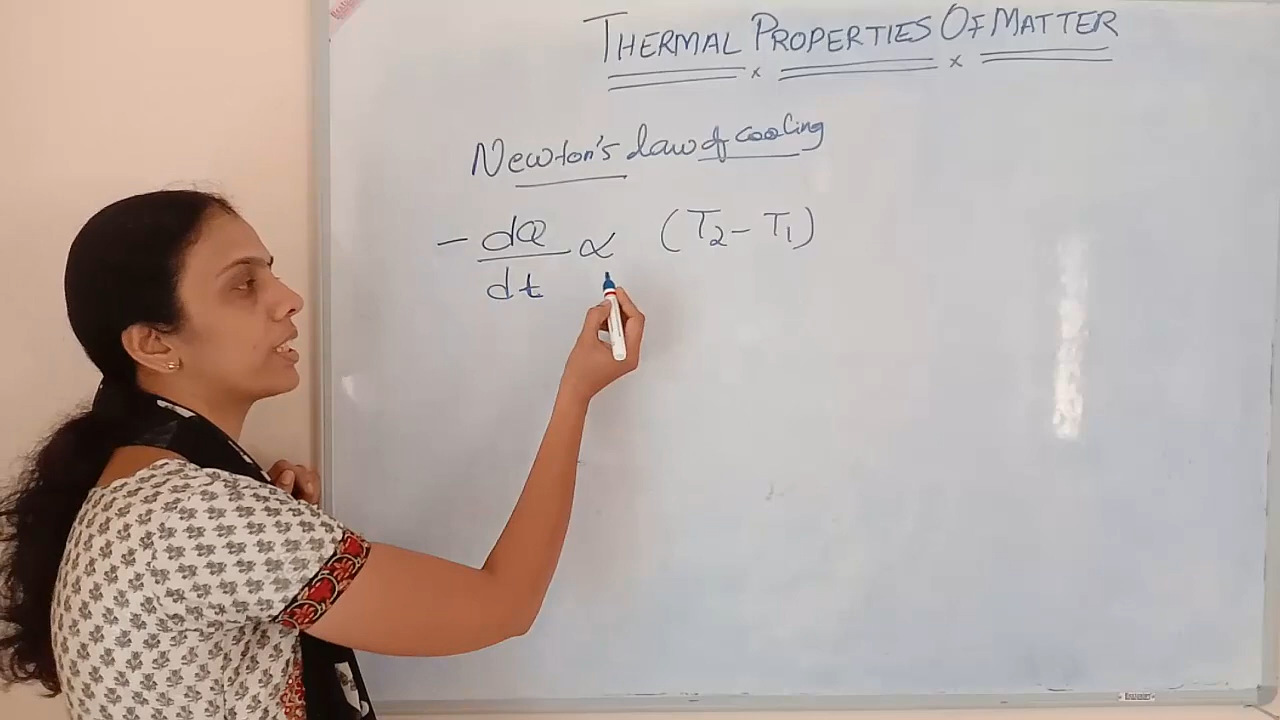 THERMAL PROPERTIES OF MATTER
Newton's law of cooling
- dQ/dt ∝ (T₂ - T₁)